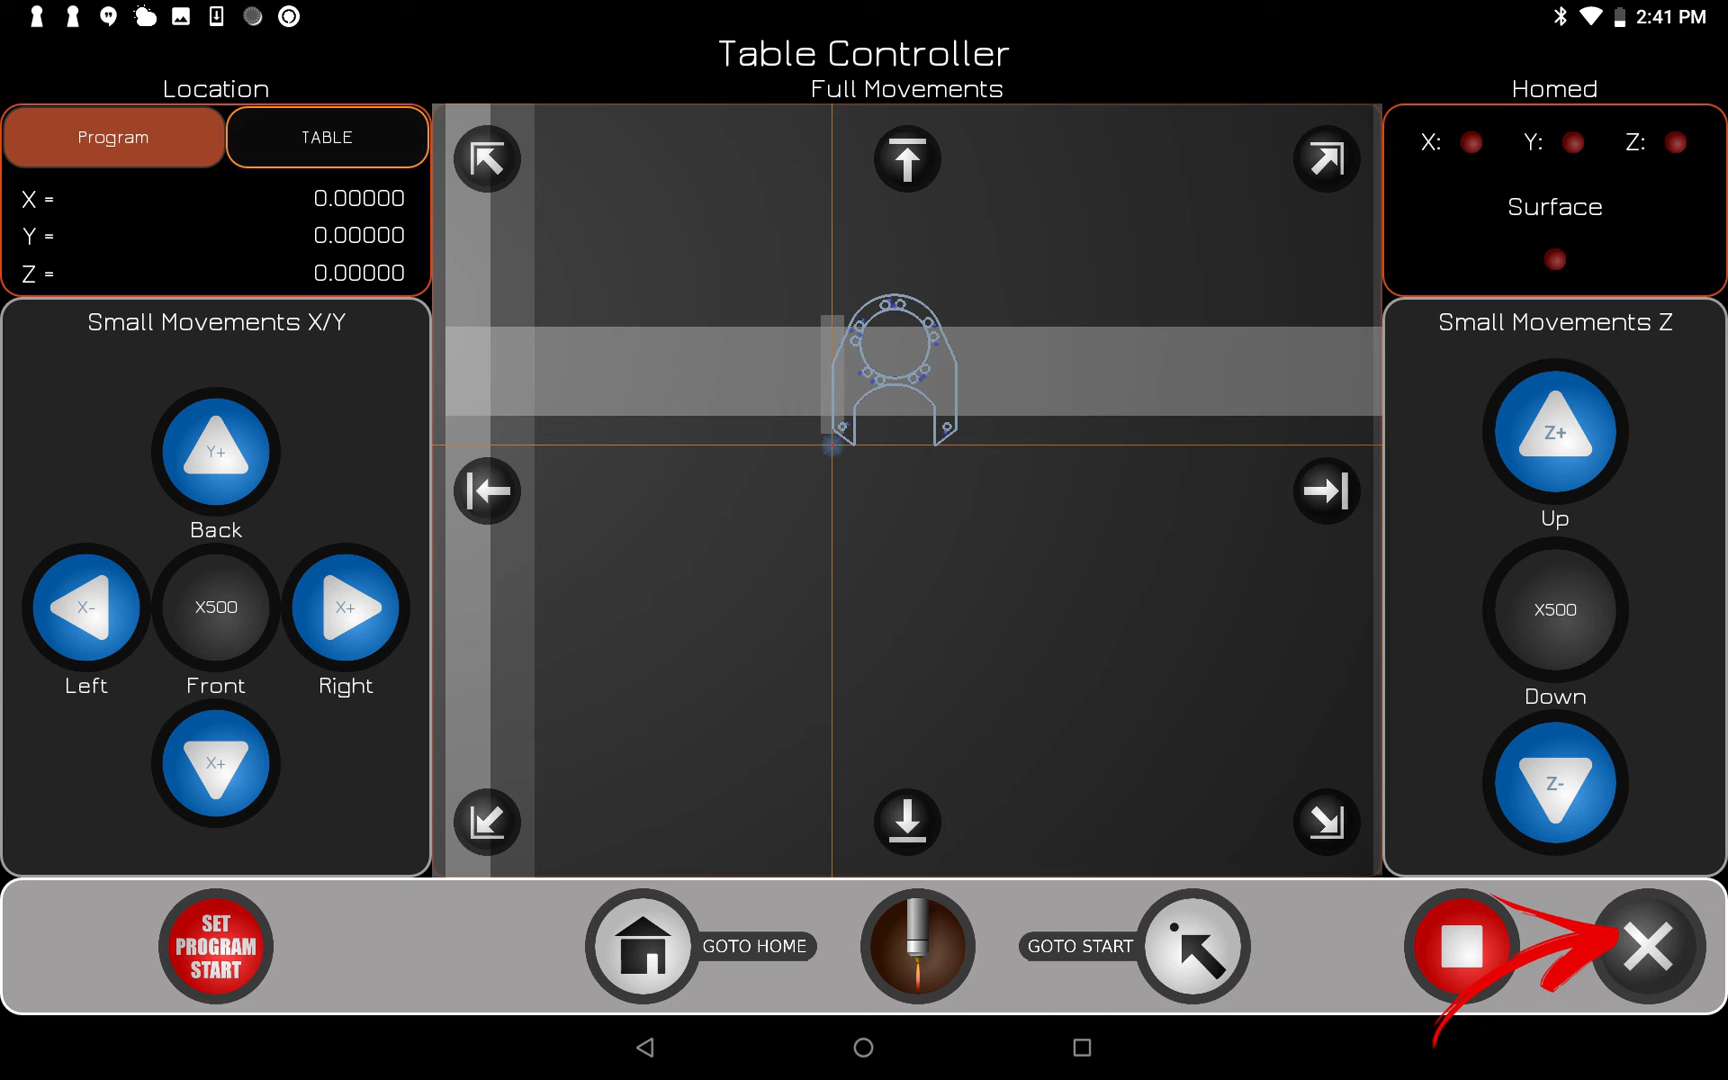 2:41 PM
Table Controller
Location
Full Movements
Homed
Program
TABLE
X = 0.00000
Y = 0.00000
Z = 0.00000
X:
Y:
Z:
Surface
Small Movements X/Y
Y+
Back
X-
X500
X+
Left
Front
Right
X+
Small Movements Z
Z+
Up
X500
Down
Z-
SET
PROGRAM
START
GOTO HOME
GOTO START